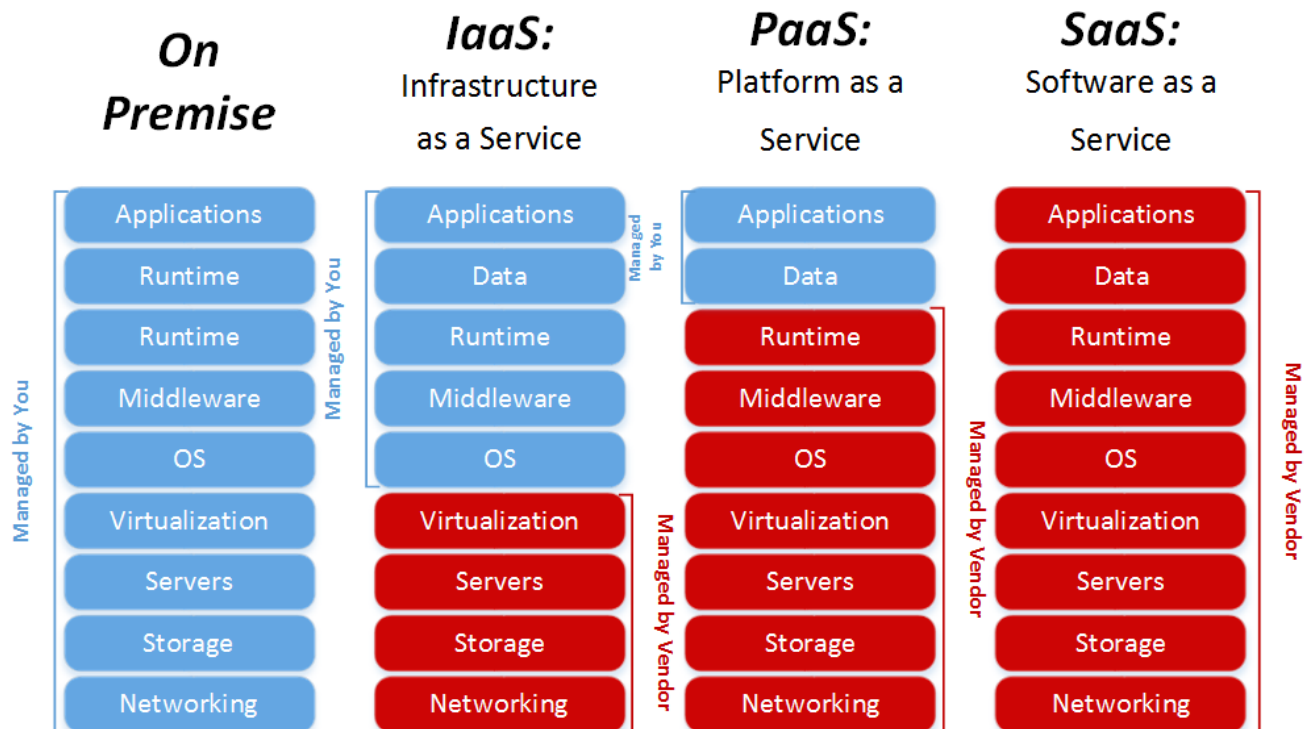 On
Premise
Managed by You
Applications
Runtime
Runtime
Middleware
OS
Virtualization
Servers
Storage
Networking
IaaS:
Infrastructure
as a Service
Managed by You
Applications
Data
Runtime
Middleware
OS
Virtualization
Servers
Storage
Networking
Managed by Vendor
PaaS:
Platform as a
Service
Managed
by You
Applications
Data
Runtime
Middleware
OS
Virtualization
Servers
Storage
Networking
Managed by Vendor
SaaS:
Software as a
Service
Applications
Data
Runtime
Middleware
OS
Virtualization
Servers
Storage
Networking
Managed by Vendor